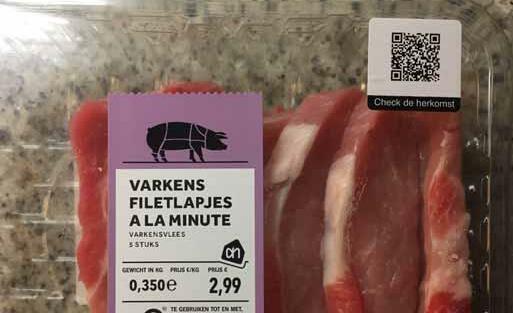 Check de herkomst
VARKENS
FILETLAPJES
A LA MINUTE
VARKENSVLEES
5 STUKS
ah
GEWICHT IN KG PRIJS €/KG PRIJS €
0,350 e 2,99
TE GEBRUIKEN TOT EN MET,